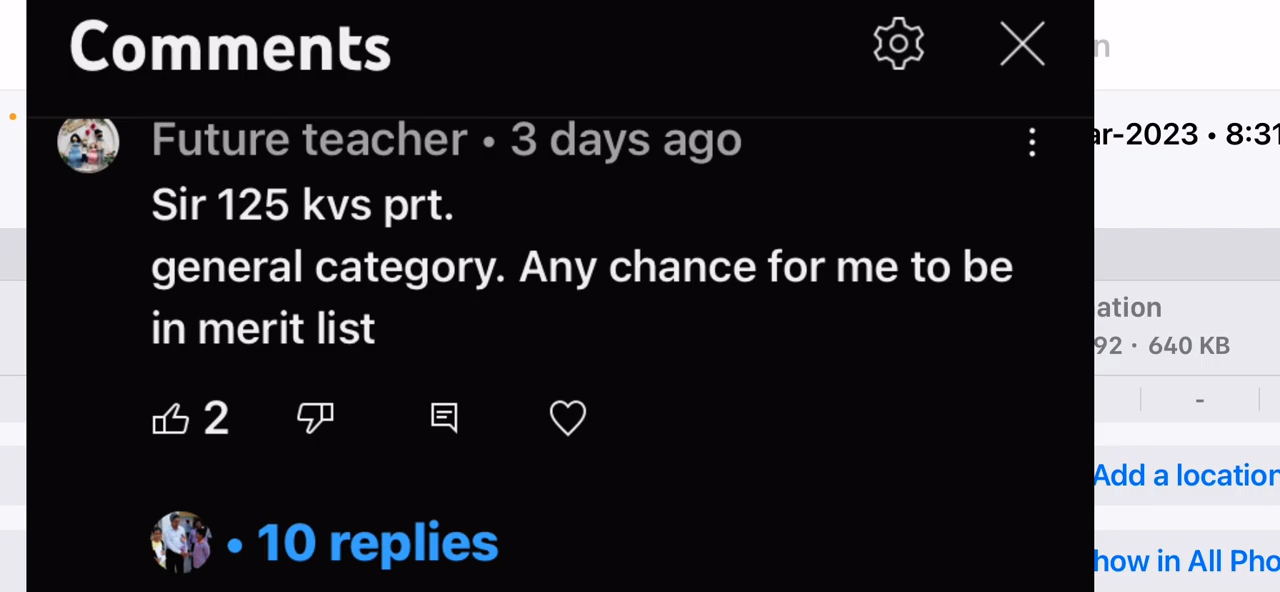 Comments
n
Future teacher • 3 days ago
ar-2023 • 8:31
Sir 125 kvs prt.
general category. Any chance for me to be
in merit list
ation
92 · 640 KB
2
-
Add a location
• 10 replies
how in All Pho